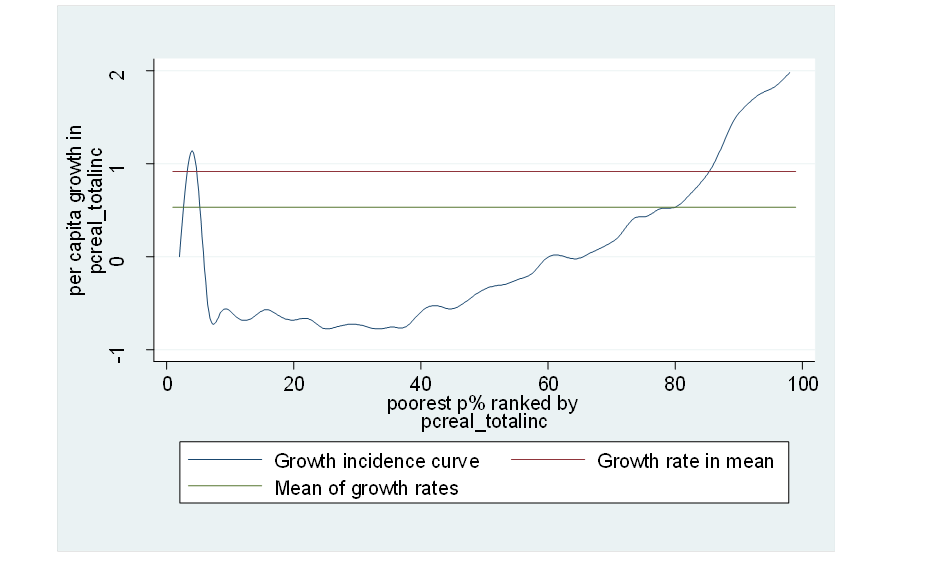 per capita growth in
pcreal_totalinc
2
1
0
-1
0 20 40 60 80 100
poorest p% ranked by
pcreal_totalinc
Growth incidence curve Growth rate in mean
Mean of growth rates